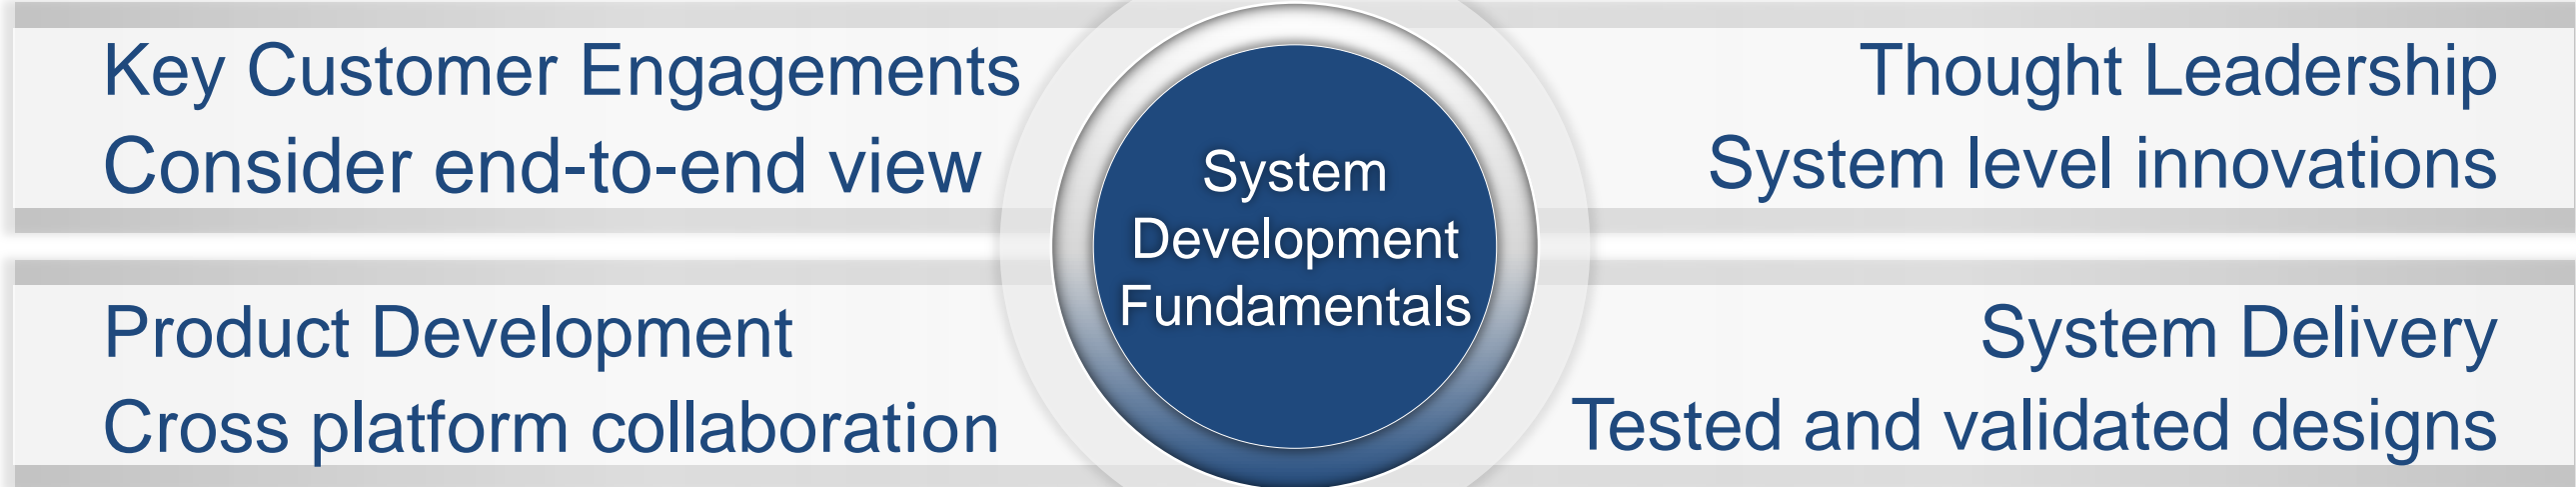 Key Customer Engagements
Consider end-to-end view
Thought Leadership
System level innovations
System
Development
Fundamentals
Product Development
Cross platform collaboration
System Delivery
Tested and validated designs